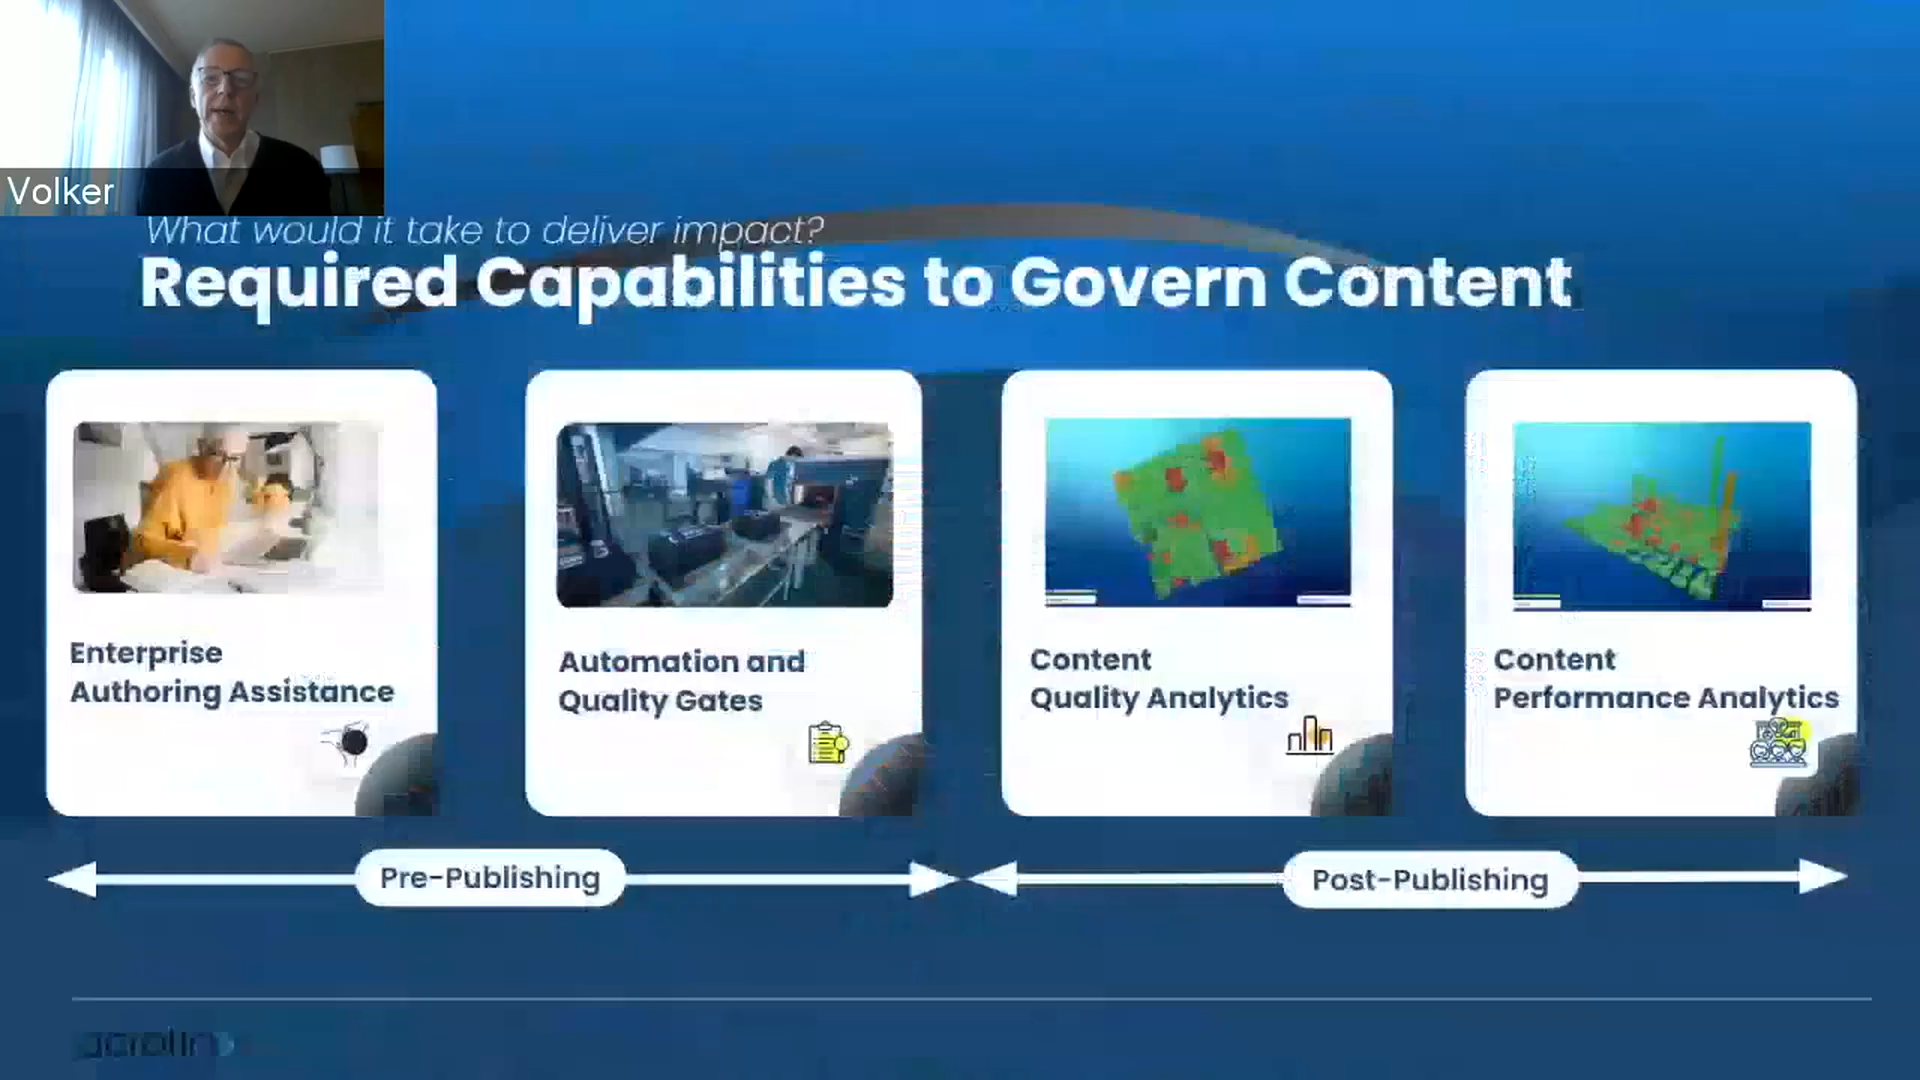 Volker
What would it take to deliver impact?
Required Capabilities to Govern Content
Enterprise
Authoring Assistance
Automation and
Quality Gates
Content
Quality Analytics
Content
Performance Analytics
Pre-Publishing
Post-Publishing